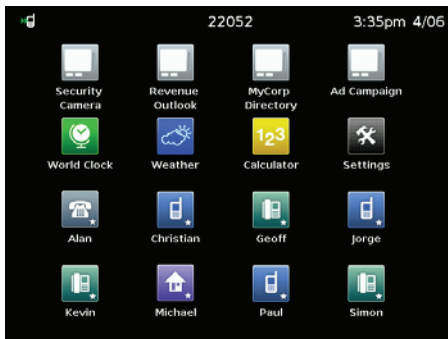 22052 3:35pm 4/06
Security Camera
Revenue Outlook
MyCorp Directory
Ad Campaign
World Clock
Weather
123
Calculator
Settings
Alan
Christian
Geoff
Jorge
Kevin
Michael
Paul
Simon